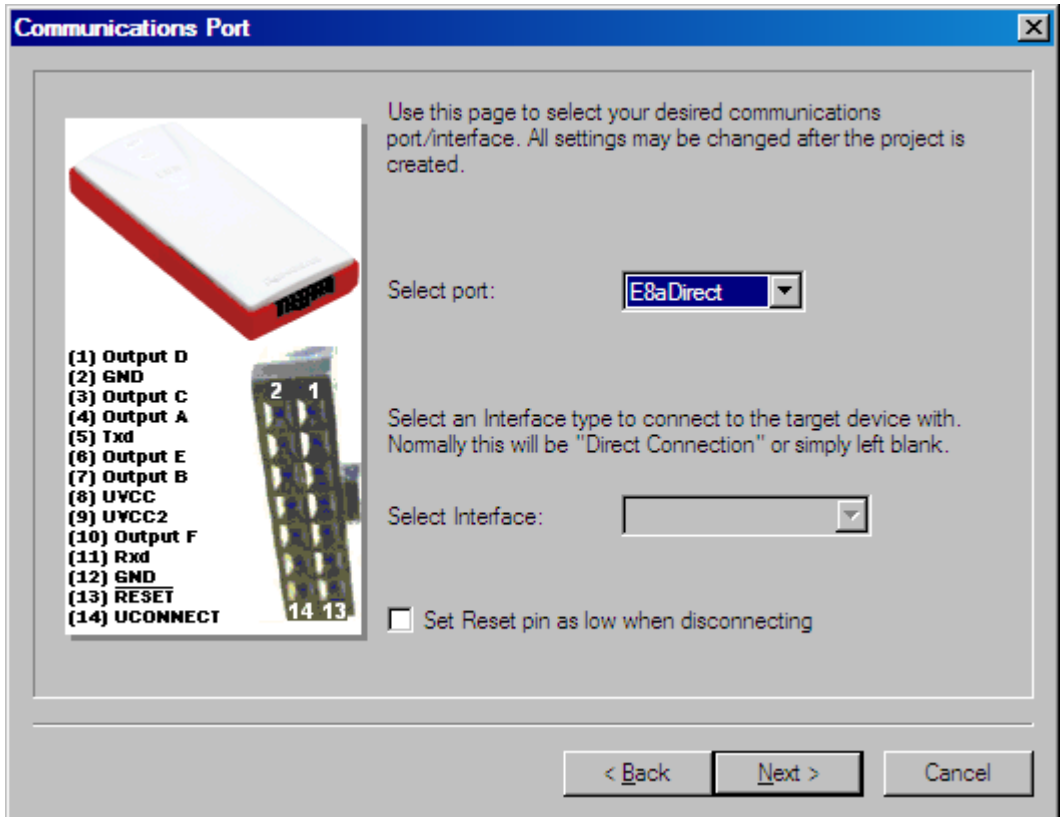 Communications Port
Use this page to select your desired communications
port/interface. All settings may be changed after the project is
created.
Select port:
E8aDirect
(1) Output D
(2) GND
(3) Output C
(4) Output A
(5) Txd
(6) Output E
(7) Output B
(8) UVCC
(9) UVCC2
(10) Output F
(11) Rxd
(12) GND
(13) RESET
(14) UCONNECT
2 1
14 13
Select an Interface type to connect to the target device with.
Normally this will be "Direct Connection" or simply left blank.
Select Interface:
Set Reset pin as low when disconnecting
< Back
Next >
Cancel